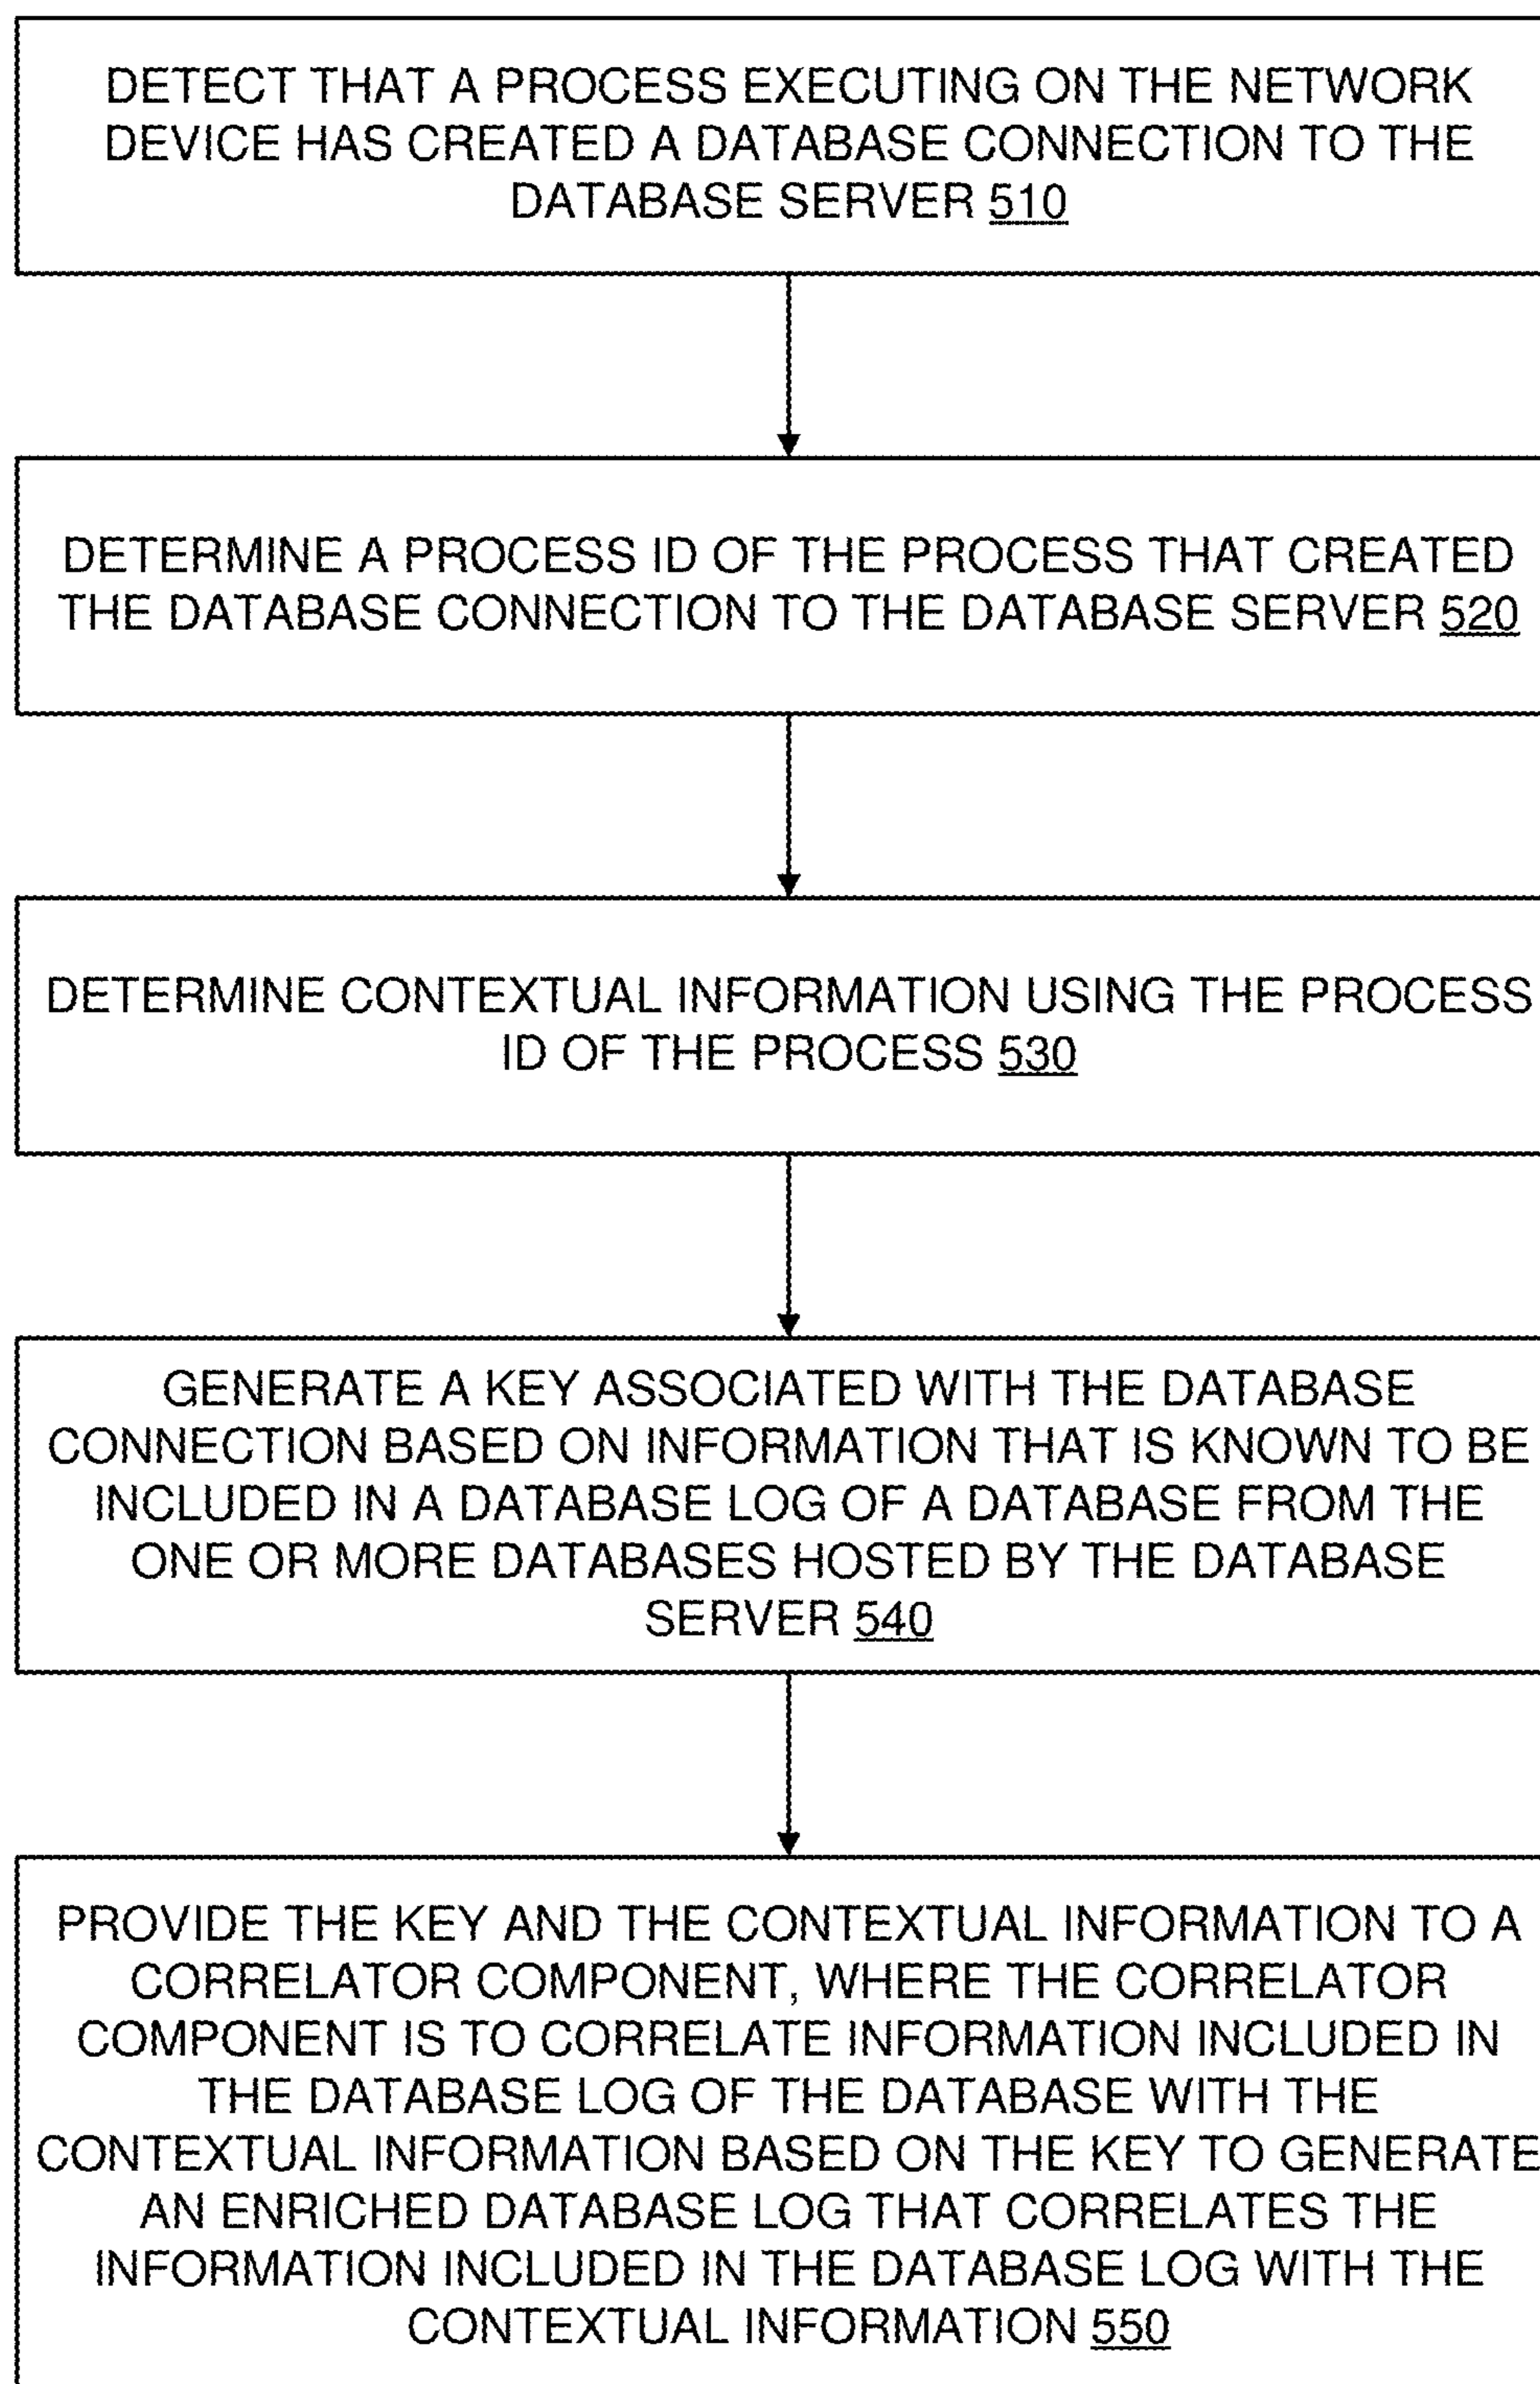 DETECT THAT A PROCESS EXECUTING ON THE NETWORK
DEVICE HAS CREATED A DATABASE CONNECTION TO THE
DATABASE SERVER 510
DETERMINE A PROCESS ID OF THE PROCESS THAT CREATED
THE DATABASE CONNECTION TO THE DATABASE SERVER 520
DETERMINE CONTEXTUAL INFORMATION USING THE PROCESS
ID OF THE PROCESS 530
GENERATE A KEY ASSOCIATED WITH THE DATABASE
CONNECTION BASED ON INFORMATION THAT IS KNOWN TO BE
INCLUDED IN A DATABASE LOG OF A DATABASE FROM THE
ONE OR MORE DATABASES HOSTED BY THE DATABASE
SERVER 540
PROVIDE THE KEY AND THE CONTEXTUAL INFORMATION TO A
CORRELATOR COMPONENT, WHERE THE CORRELATOR
COMPONENT IS TO CORRELATE INFORMATION INCLUDED IN
THE DATABASE LOG OF THE DATABASE WITH THE
CONTEXTUAL INFORMATION BASED ON THE KEY TO GENERATE
AN ENRICHED DATABASE LOG THAT CORRELATES THE
INFORMATION INCLUDED IN THE DATABASE LOG WITH THE
CONTEXTUAL INFORMATION 550